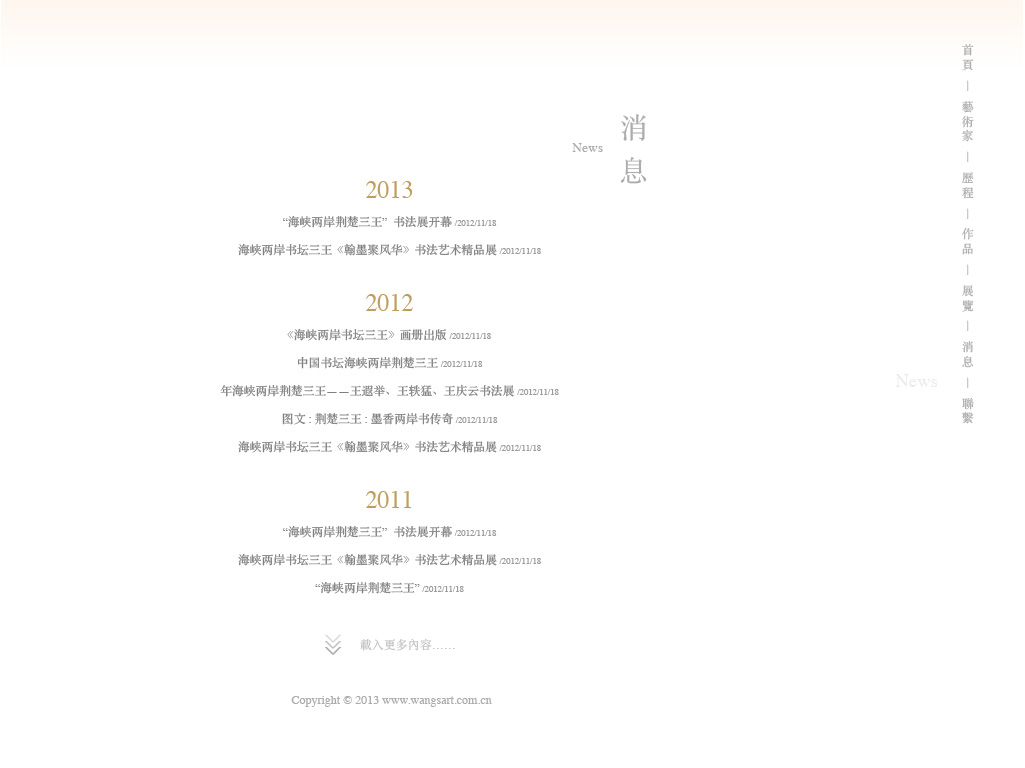 首頁 | 藝術家 | 歷程 | 作品 | 展覽 | 消息 | 聯繫
News
消息
News
2013
“海峡两岸荆楚三王” 书法展开幕 /2012/11/18
海峡两岸书坛三王《翰墨聚风华》书法艺术精品展 /2012/11/18
2012
《海峡两岸书坛三王》画册出版 /2012/11/18
中国书坛海峡两岸荆楚三王 /2012/11/18
年海峡两岸荆楚三王——王遐举、王轶猛、王庆云书法展 /2012/11/18
图文 : 荆楚三王 : 墨香两岸书传奇 /2012/11/18
海峡两岸书坛三王《翰墨聚风华》书法艺术精品展 /2012/11/18
2011
“海峡两岸荆楚三王” 书法展开幕 /2012/11/18
海峡两岸书坛三王《翰墨聚风华》书法艺术精品展 /2012/11/18
“海峡两岸荆楚三王” /2012/11/18
載入更多內容……
Copyright © 2013 www.wangsart.com.cn